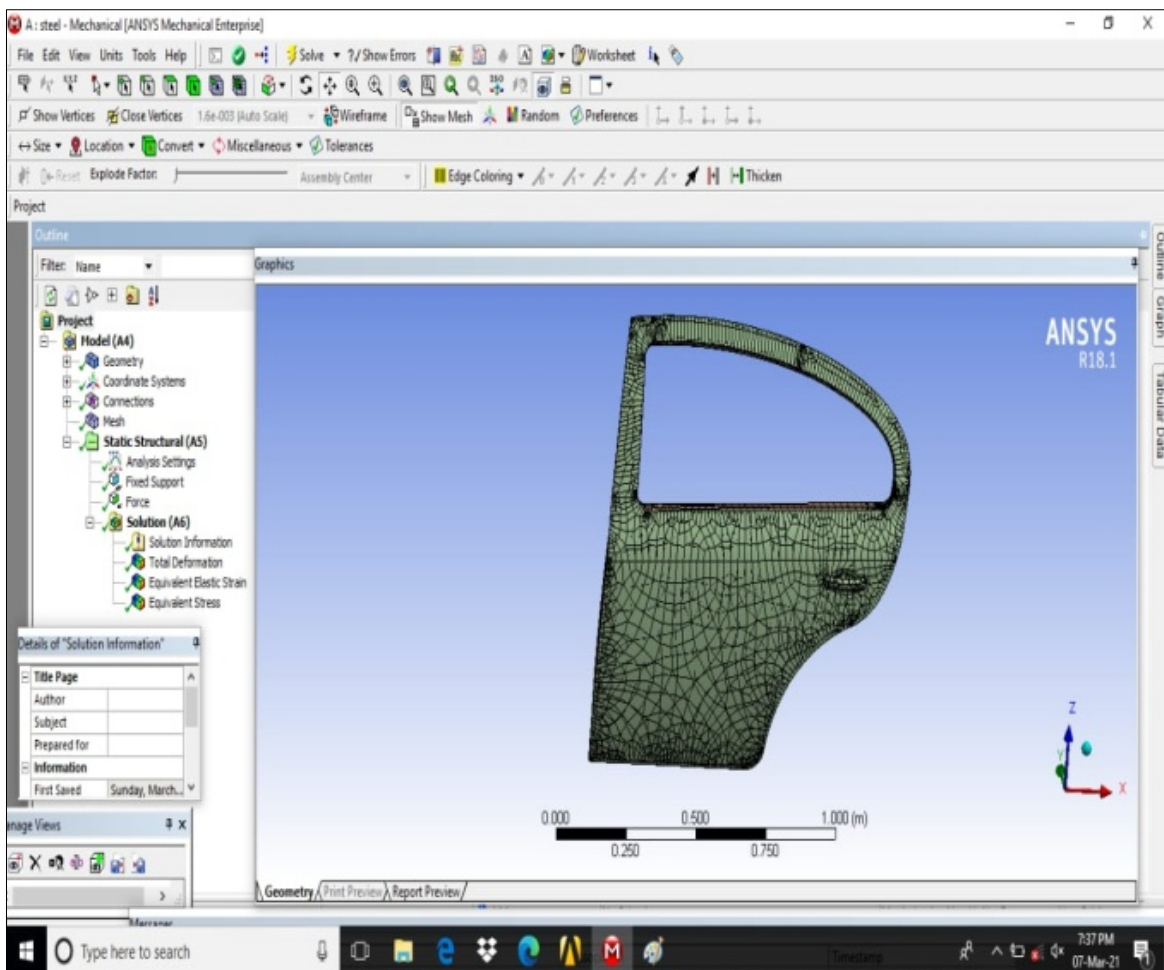 A : steel - Mechanical [ANSYS Mechanical Enterprise]
File Edit View Units Tools Help Solve ?/ Show Errors Worksheet
Show Vertices Close Vertices 1.6e-003 (Auto Scale) Wireframe Show Mesh Random Preferences
Size Location Convert Miscellaneous Tolerances
Reset Explode Factor: Assembly Center Edge Coloring Thicken
Project
Outline
Filter: Name
Project
Model (A4)
Geometry
Coordinate Systems
Connections
Mesh
Static Structural (A5)
Analysis Settings
Fixed Support
Force
Solution (A6)
Solution Information
Total Deformation
Equivalent Elastic Strain
Equivalent Stress
Details of "Solution Information"
Title Page
Author
Subject
Prepared for
Information
First Saved Sunday, March...
anage Views
Graphics
ANSYS
R18.1
Z
Y
X
0.000 0.500 1.000 (m)
0.250 0.750
Geometry Print Preview Report Preview
Outline
Graph
Tabular Data
Type here to search
Timestamp
7:37 PM
07-Mar-21